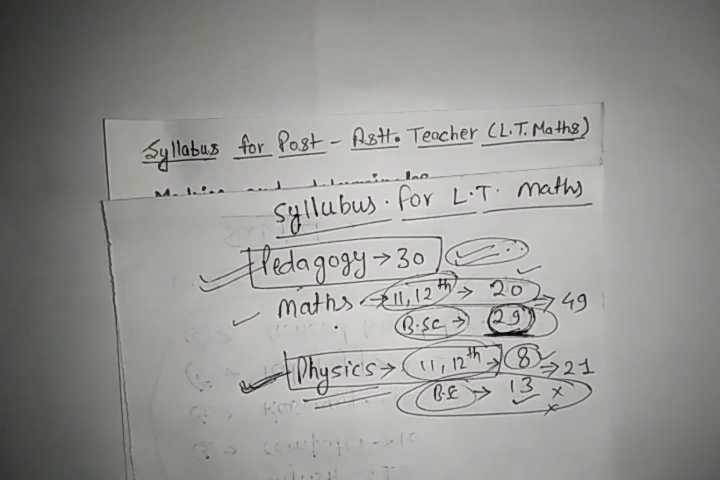 Syllabus for Post - Astt. Teacher (L.T. Maths)
Syllabus for L.T. Maths
Pedagogy → 30
Maths → 11, 12th → 20
B.SC → 29 → 49
Physics → 11, 12th → 8 → 21
B.SC → 13 x
x